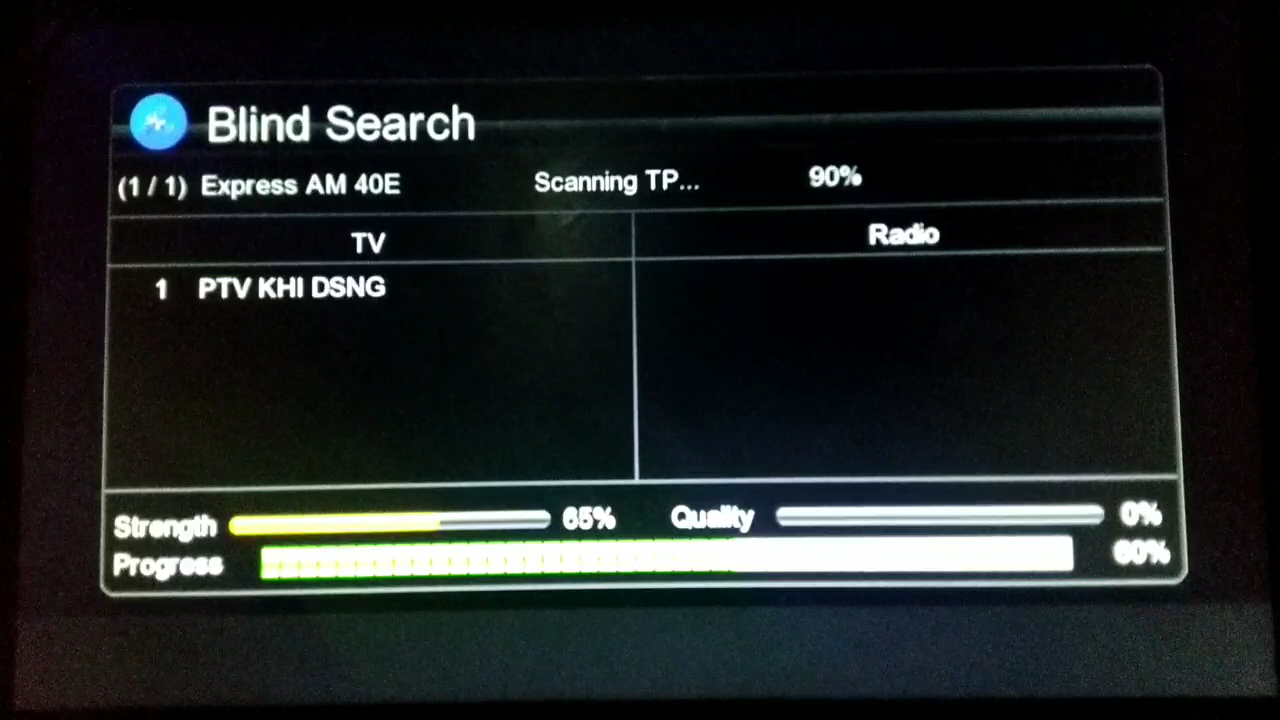 Blind Search
(1 / 1) Express AM 40E Scanning TP... 90%
TV Radio
1 PTV KHI DSNG
Strength 65% Quality 0%
Progress 60%